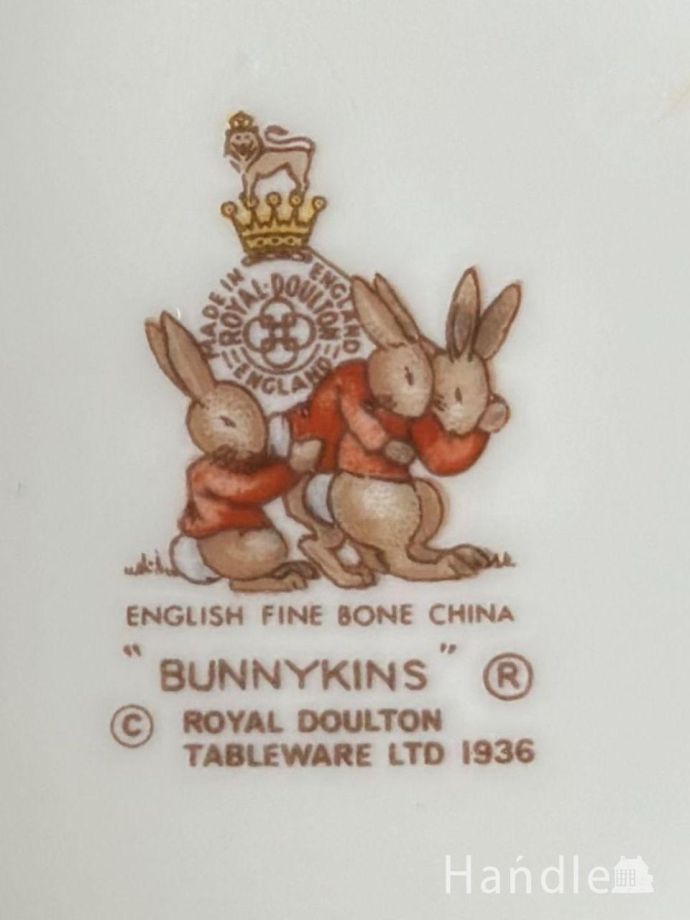 MADE IN ENGLAND
ROYAL·DOULTON
ENGLAND
ENGLISH FINE BONE CHINA
"BUNNYKINS" ®
© ROYAL DOULTON
TABLEWARE LTD 1936
Handle